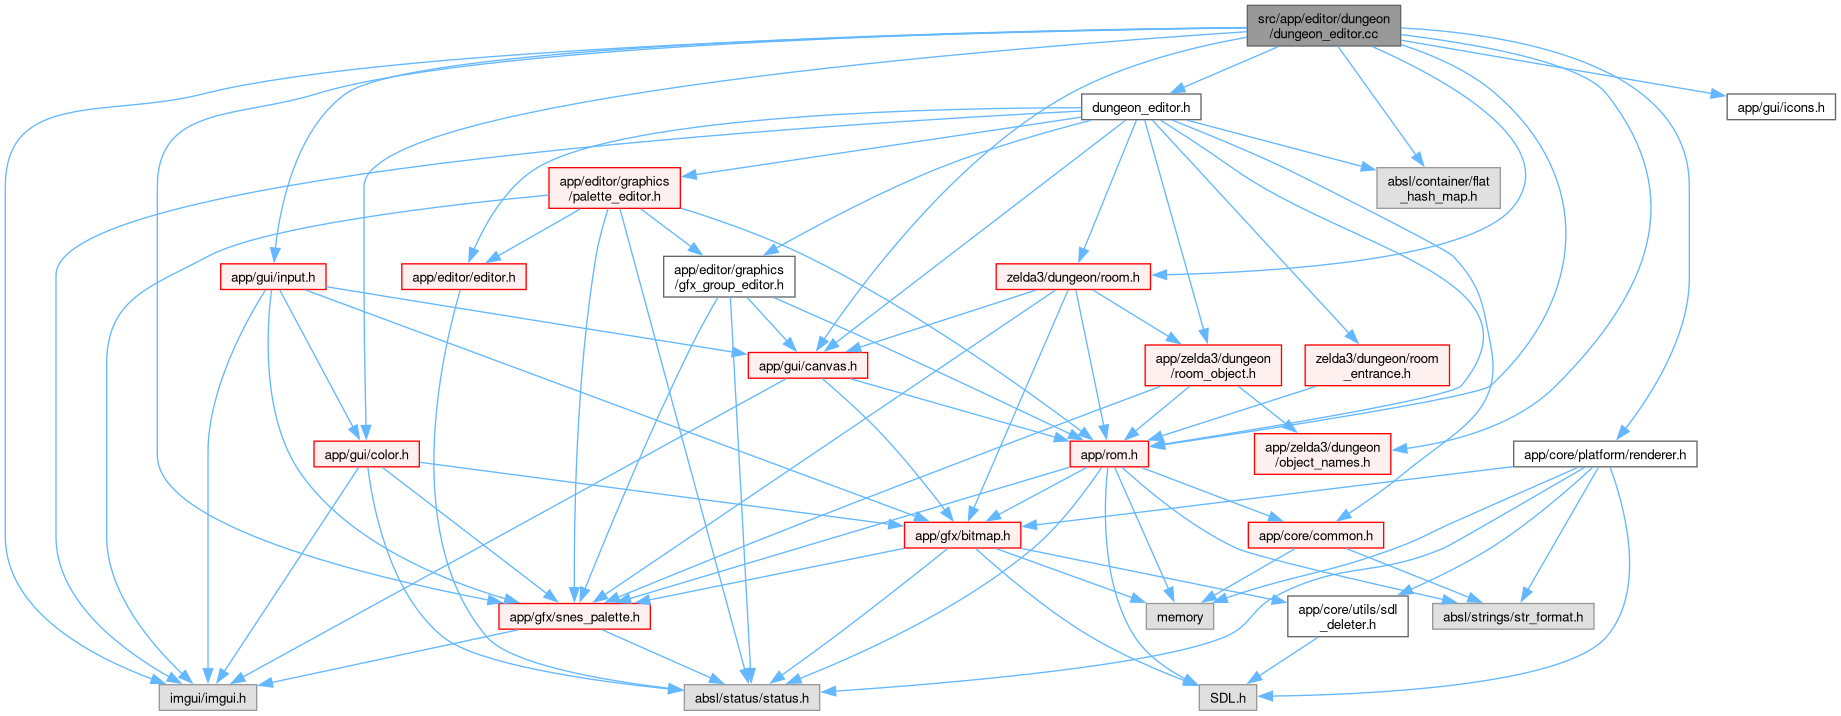 src/app/editor/dungeon
/dungeon_editor.cc
dungeon_editor.h
app/gui/icons.h
app/editor/graphics
/palette_editor.h
absl/container/flat
_hash_map.h
app/gui/input.h
app/editor/editor.h
app/editor/graphics
/gfx_group_editor.h
zelda3/dungeon/room.h
app/gui/canvas.h
app/zelda3/dungeon
/room_object.h
zelda3/dungeon/room
_entrance.h
app/gui/color.h
app/rom.h
app/zelda3/dungeon
/object_names.h
app/core/platform/renderer.h
app/gfx/bitmap.h
app/core/common.h
app/gfx/snes_palette.h
memory
app/core/utils/sdl
_deleter.h
absl/strings/str_format.h
imgui/imgui.h
absl/status/status.h
SDL.h